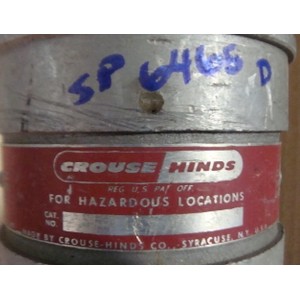 SP 6465 D
CROUSE HINDS
REG. U.S. PAT. OFF.
FOR HAZARDOUS LOCATIONS
CAT.
NO.
MADE BY CROUSE-HINDS CO., SYRACUSE, N.Y. U.S.A.